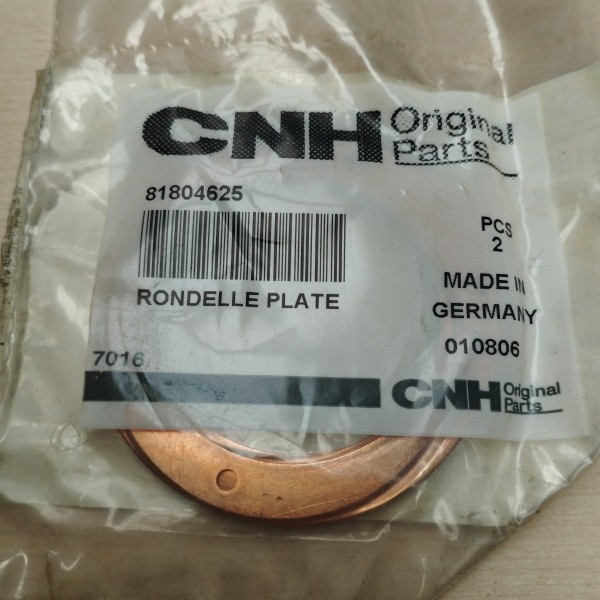 CNH Original Parts
81804625
PCS
2
RONDELLE PLATE
MADE IN
GERMANY
010806
7016
CNH Original Parts